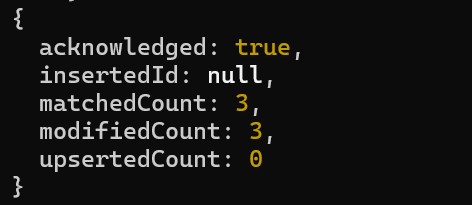 {
  acknowledged: true,
  insertedId: null,
  matchedCount: 3,
  modifiedCount: 3,
  upsertedCount: 0
}